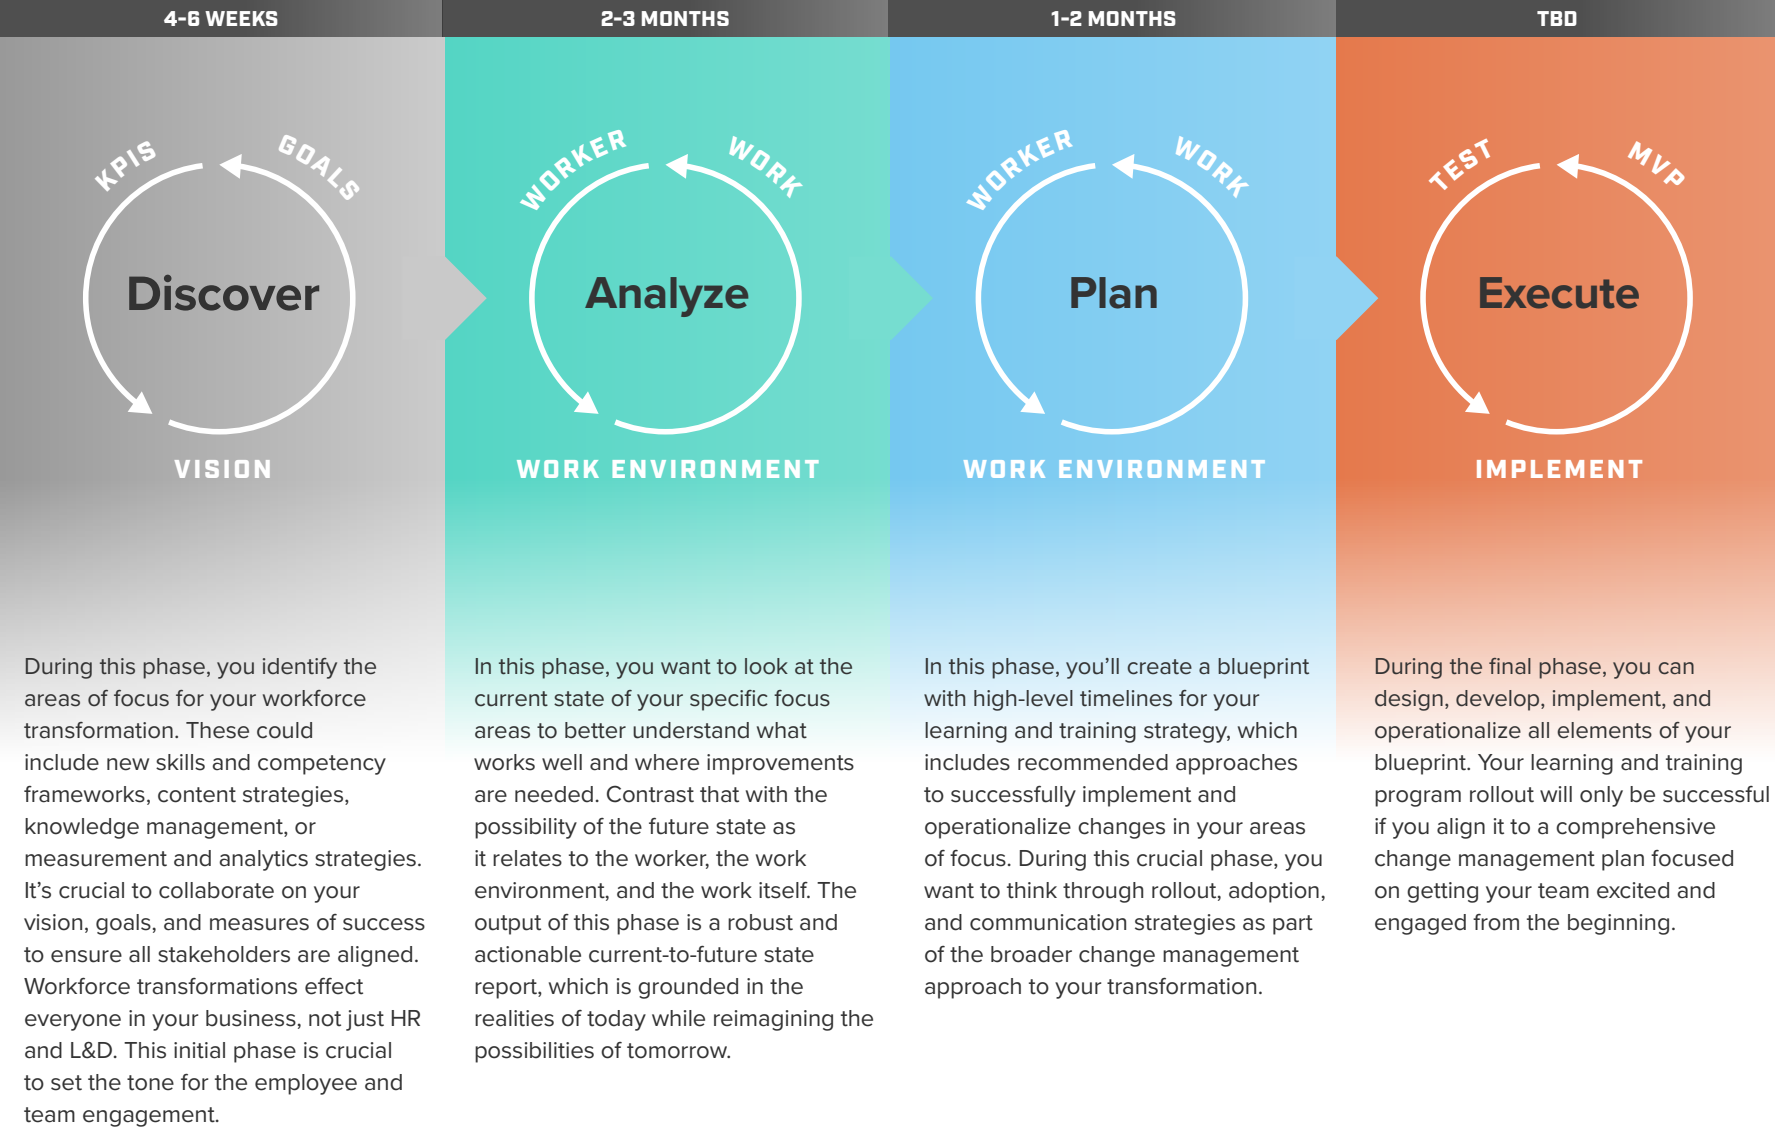 4-6 WEEKS
2-3 MONTHS
1-2 MONTHS
TBD
KPIS
GOALS
Discover
VISION
WORKER
WORK
Analyze
WORK ENVIRONMENT
WORKER
WORK
Plan
WORK ENVIRONMENT
TEST
MVP
Execute
IMPLEMENT
During this phase, you identify the
areas of focus for your workforce
transformation. These could
include new skills and competency
frameworks, content strategies,
knowledge management, or
measurement and analytics strategies.
It’s crucial to collaborate on your
vision, goals, and measures of success
to ensure all stakeholders are aligned.
Workforce transformations effect
everyone in your business, not just HR
and L&D. This initial phase is crucial
to set the tone for the employee and
team engagement.
In this phase, you want to look at the
current state of your specific focus
areas to better understand what
works well and where improvements
are needed. Contrast that with the
possibility of the future state as
it relates to the worker, the work
environment, and the work itself. The
output of this phase is a robust and
actionable current-to-future state
report, which is grounded in the
realities of today while reimagining the
possibilities of tomorrow.
In this phase, you’ll create a blueprint
with high-level timelines for your
learning and training strategy, which
includes recommended approaches
to successfully implement and
operationalize changes in your areas
of focus. During this crucial phase, you
want to think through rollout, adoption,
and communication strategies as part
of the broader change management
approach to your transformation.
During the final phase, you can
design, develop, implement, and
operationalize all elements of your
blueprint. Your learning and training
program rollout will only be successful
if you align it to a comprehensive
change management plan focused
on getting your team excited and
engaged from the beginning.